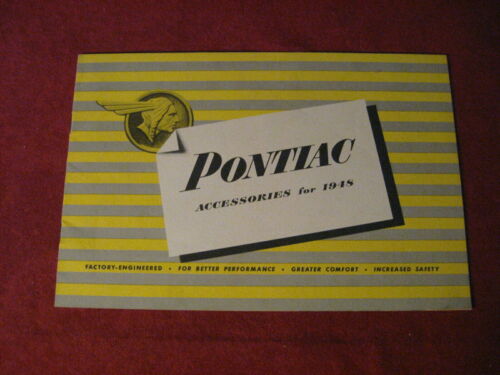 PONTIAC
ACCESSORIES for 1948
FACTORY-ENGINEERED • FOR BETTER PERFORMANCE • GREATER COMFORT • INCREASED SAFETY